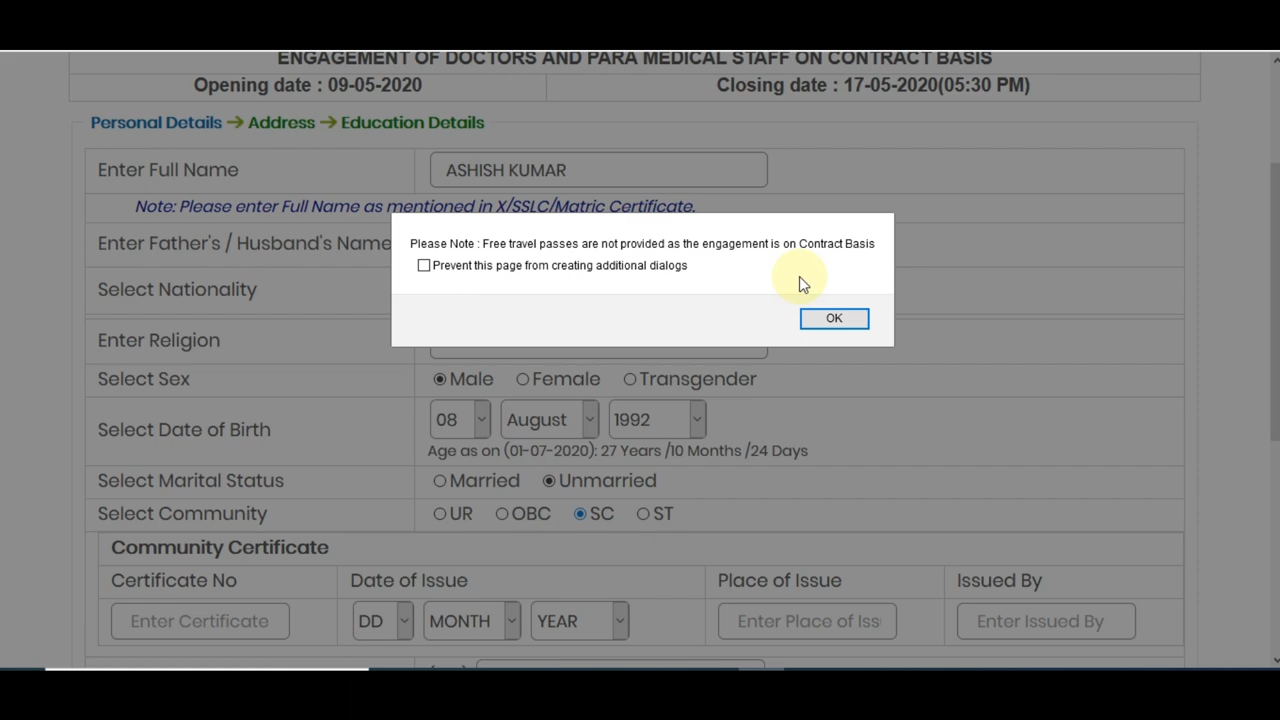 ENGAGEMENT OF DOCTORS AND PARA MEDICAL STAFF ON CONTRACT BASIS
Opening date : 09-05-2020 Closing date : 17-05-2020(05:30 PM)
Personal Details → Address → Education Details
Enter Full Name ASHISH KUMAR
Note: Please enter Full Name as mentioned in X/SSLC/Matric Certificate.
Enter Father's / Husband's Name
Please Note : Free travel passes are not provided as the engagement is on Contract Basis
Prevent this page from creating additional dialogs
OK
Select Nationality
Enter Religion
Select Sex Male Female Transgender
Select Date of Birth 08 August 1992
Age as on (01-07-2020): 27 Years /10 Months /24 Days
Select Marital Status Married Unmarried
Select Community UR OBC SC ST
Community Certificate
Certificate No Date of Issue Place of Issue Issued By
Enter Certificate DD MONTH YEAR Enter Place of Iss Enter Issued By